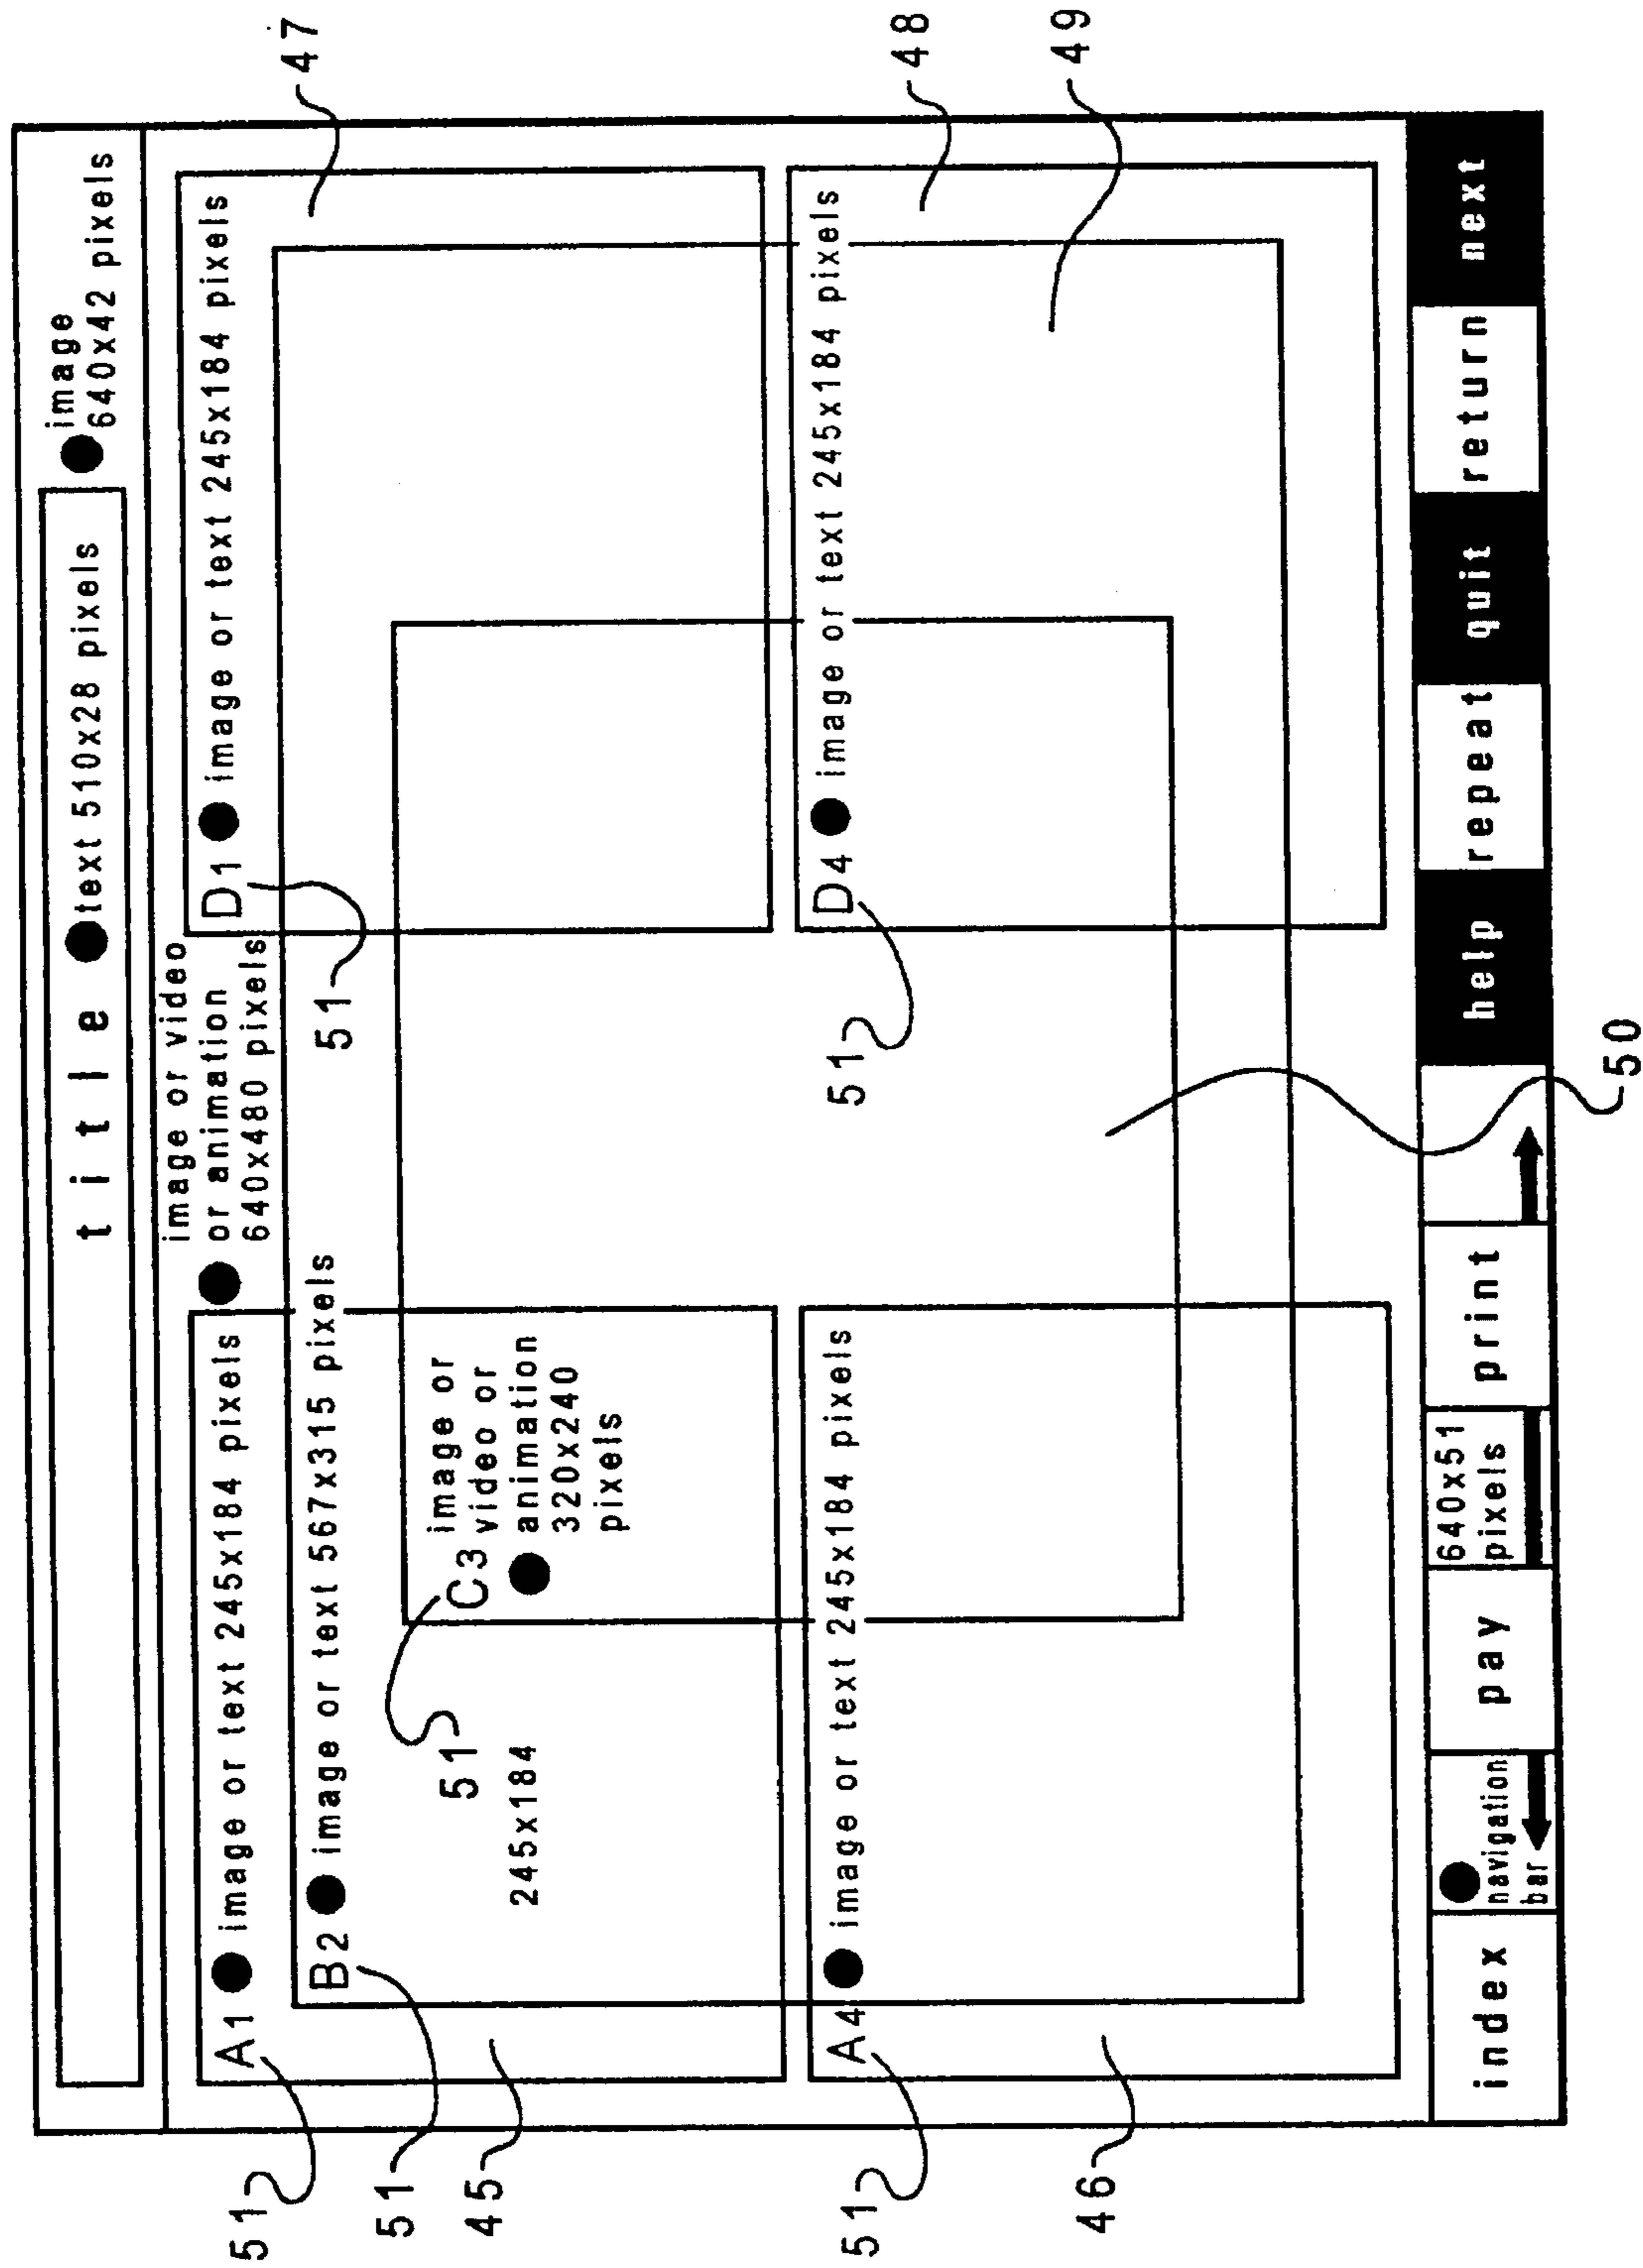 title ● text 510x28 pixels
● image
640x42 pixels
A1 ● image or text 245x184 pixels
image or video
● or animation
640x480 pixels
D1 ● image or text 245x184 pixels
47
B2 ● image or text 567x315 pixels
51
51
51
C3 image or
video or
animation
● 320x240
pixels
51
245x184
45
A4 ● image or text 245x184 pixels
D4 ● image or text 245x184 pixels
48
51
51
49
46
index
● navigation
bar
pay
640x51
pixels
print
help
repeat
quit
return
next
50